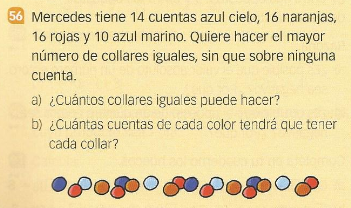 56 Mercedes tiene 14 cuentas azul cielo, 16 naranjas,
16 rojas y 10 azul marino. Quiere hacer el mayor
número de collares iguales, sin que sobre ninguna
cuenta.
a) ¿Cuántos collares iguales puede hacer?
b) ¿Cuántas cuentas de cada color tendrá que tener
cada collar?